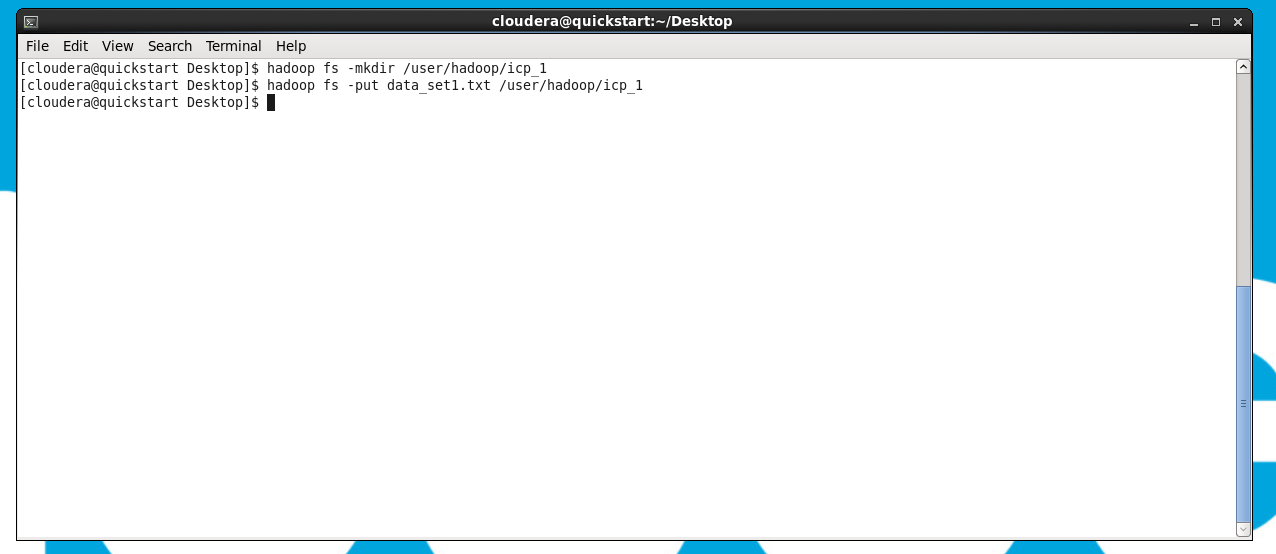 cloudera@quickstart:~/Desktop
File Edit View Search Terminal Help
[cloudera@quickstart Desktop]$ hadoop fs -mkdir /user/hadoop/icp_1
[cloudera@quickstart Desktop]$ hadoop fs -put data_set1.txt /user/hadoop/icp_1
[cloudera@quickstart Desktop]$